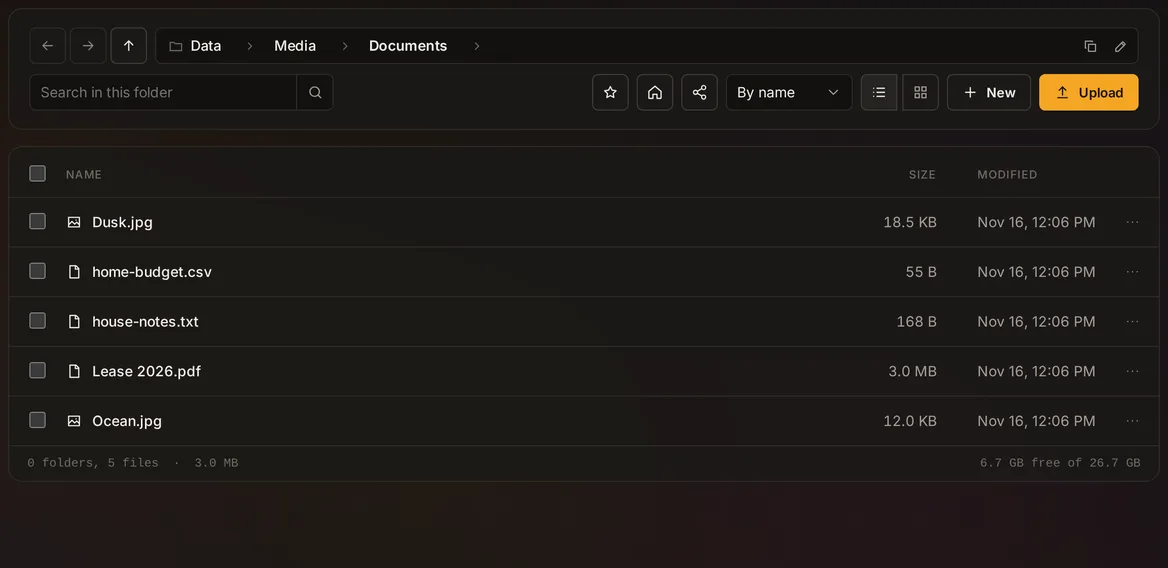 Data > Media > Documents >
Search in this folder
By name
New
Upload
NAME SIZE MODIFIED
Dusk.jpg 18.5 KB Nov 16, 12:06 PM ...
home-budget.csv 55 B Nov 16, 12:06 PM ...
house-notes.txt 168 B Nov 16, 12:06 PM ...
Lease 2026.pdf 3.0 MB Nov 16, 12:06 PM ...
Ocean.jpg 12.0 KB Nov 16, 12:06 PM ...
0 folders, 5 files · 3.0 MB 6.7 GB free of 26.7 GB